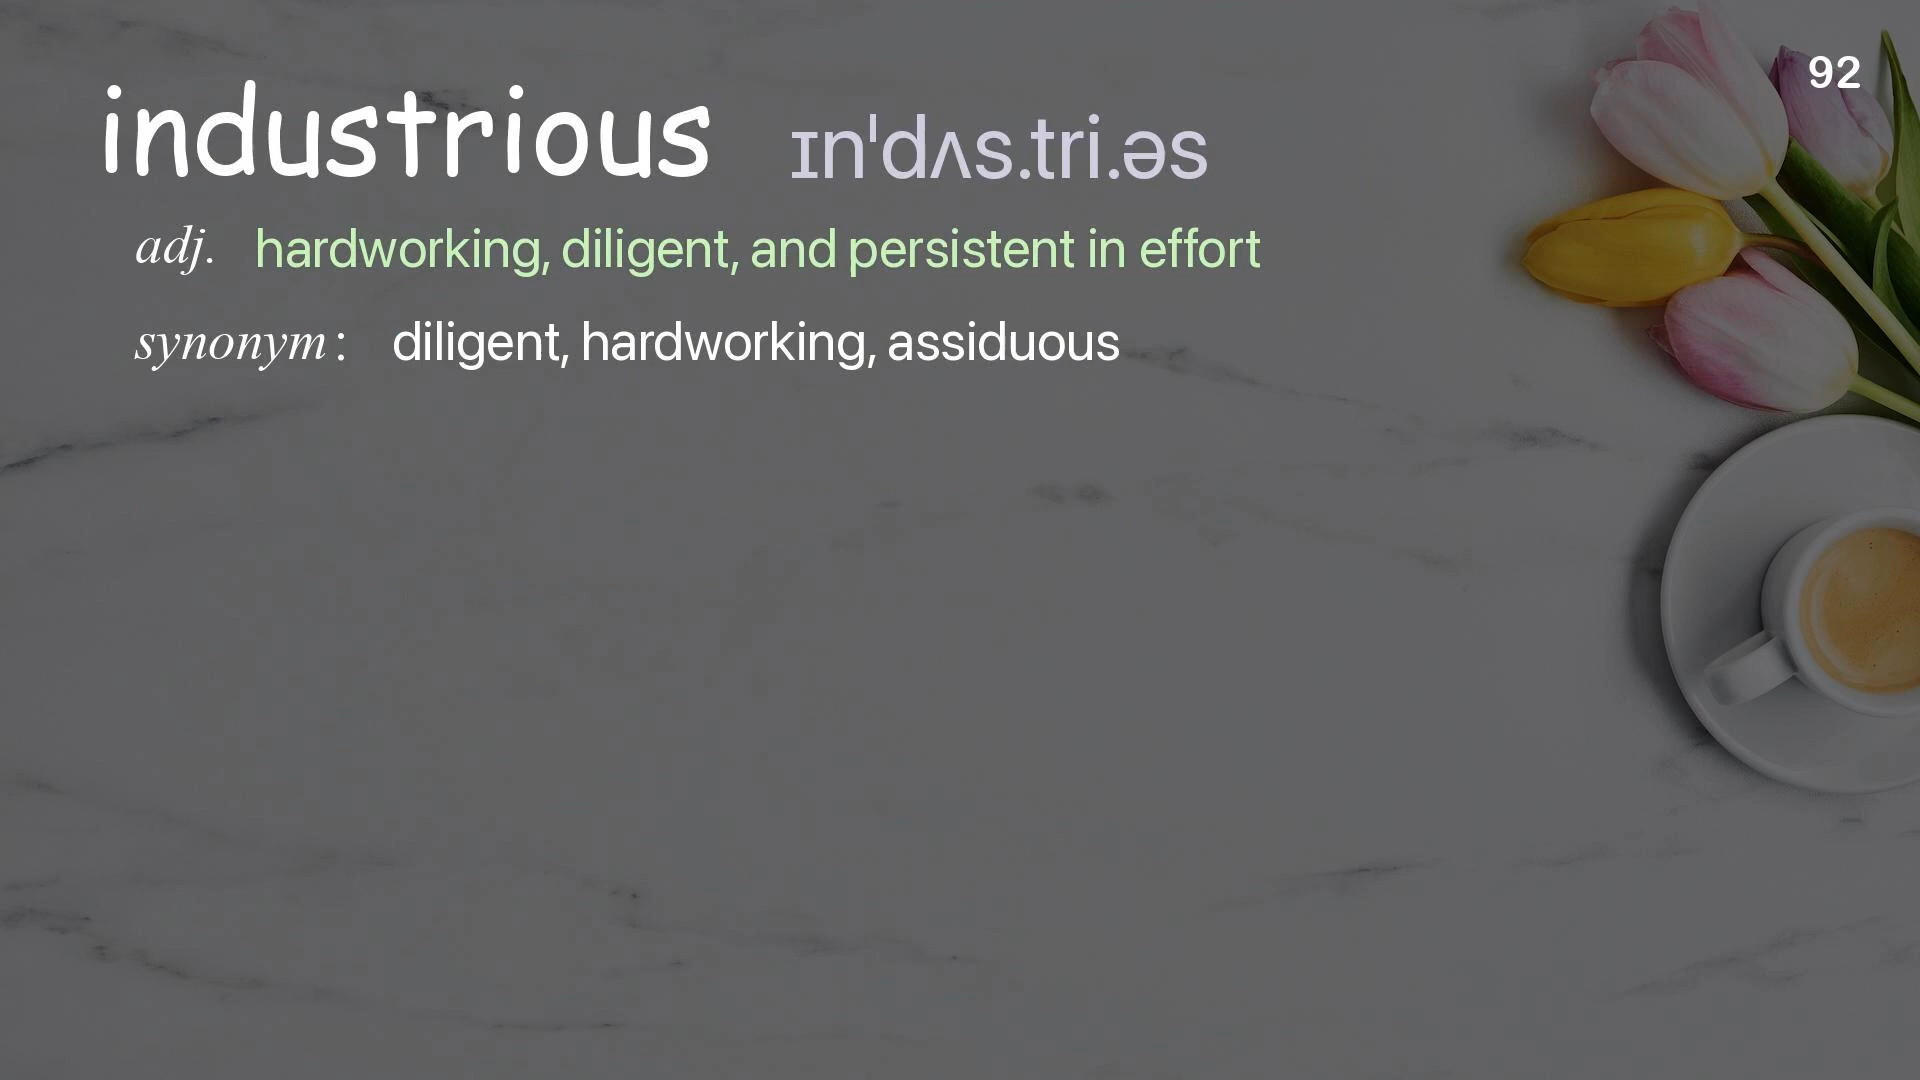 92
industrious ɪnˈdʌs.tri.əs
adj. hardworking, diligent, and persistent in effort
synonym : diligent, hardworking, assiduous